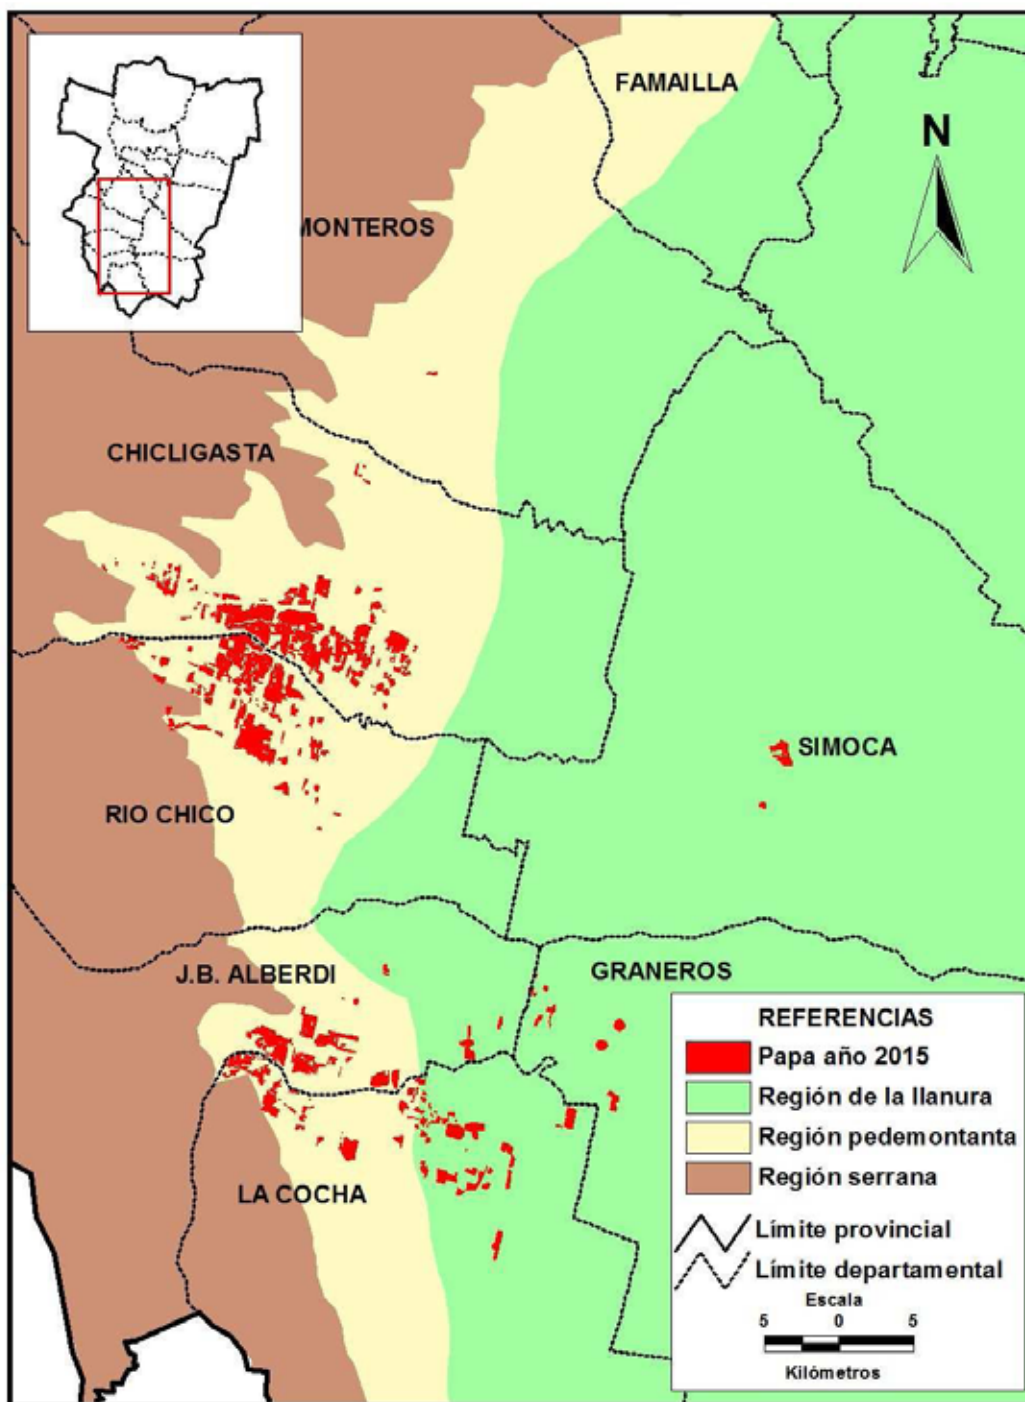 FAMAILLA
N
MONTEROS
CHICLIGASTA
SIMOCA
RIO CHICO
J.B. ALBERDI
GRANEROS
LA COCHA
REFERENCIAS
Papa año 2015
Región de la llanura
Región pedemontanta
Región serrana
Límite provincial
Límite departamental
Escala
5 0 5
Kilómetros